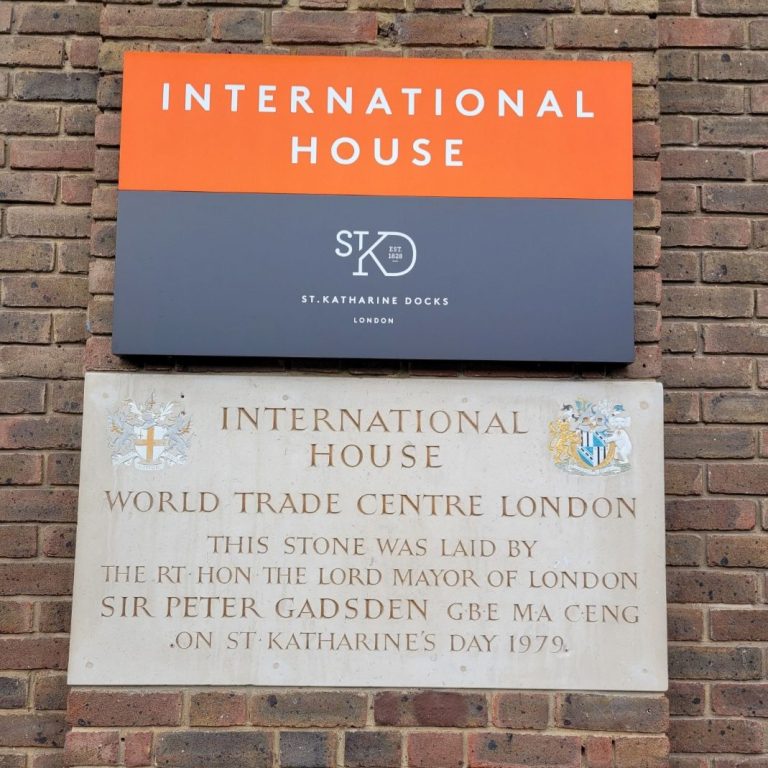 INTERNATIONAL
HOUSE
STKD
EST.
1828
ST. KATHARINE DOCKS
LONDON
INTERNATIONAL
HOUSE
WORLD TRADE CENTRE LONDON
THIS STONE WAS LAID BY
THE RT·HON·THE LORD MAYOR OF LONDON
SIR PETER GADSDEN G·B·E M·A C·ENG
·ON ST·KATHARINE'S DAY 1979·